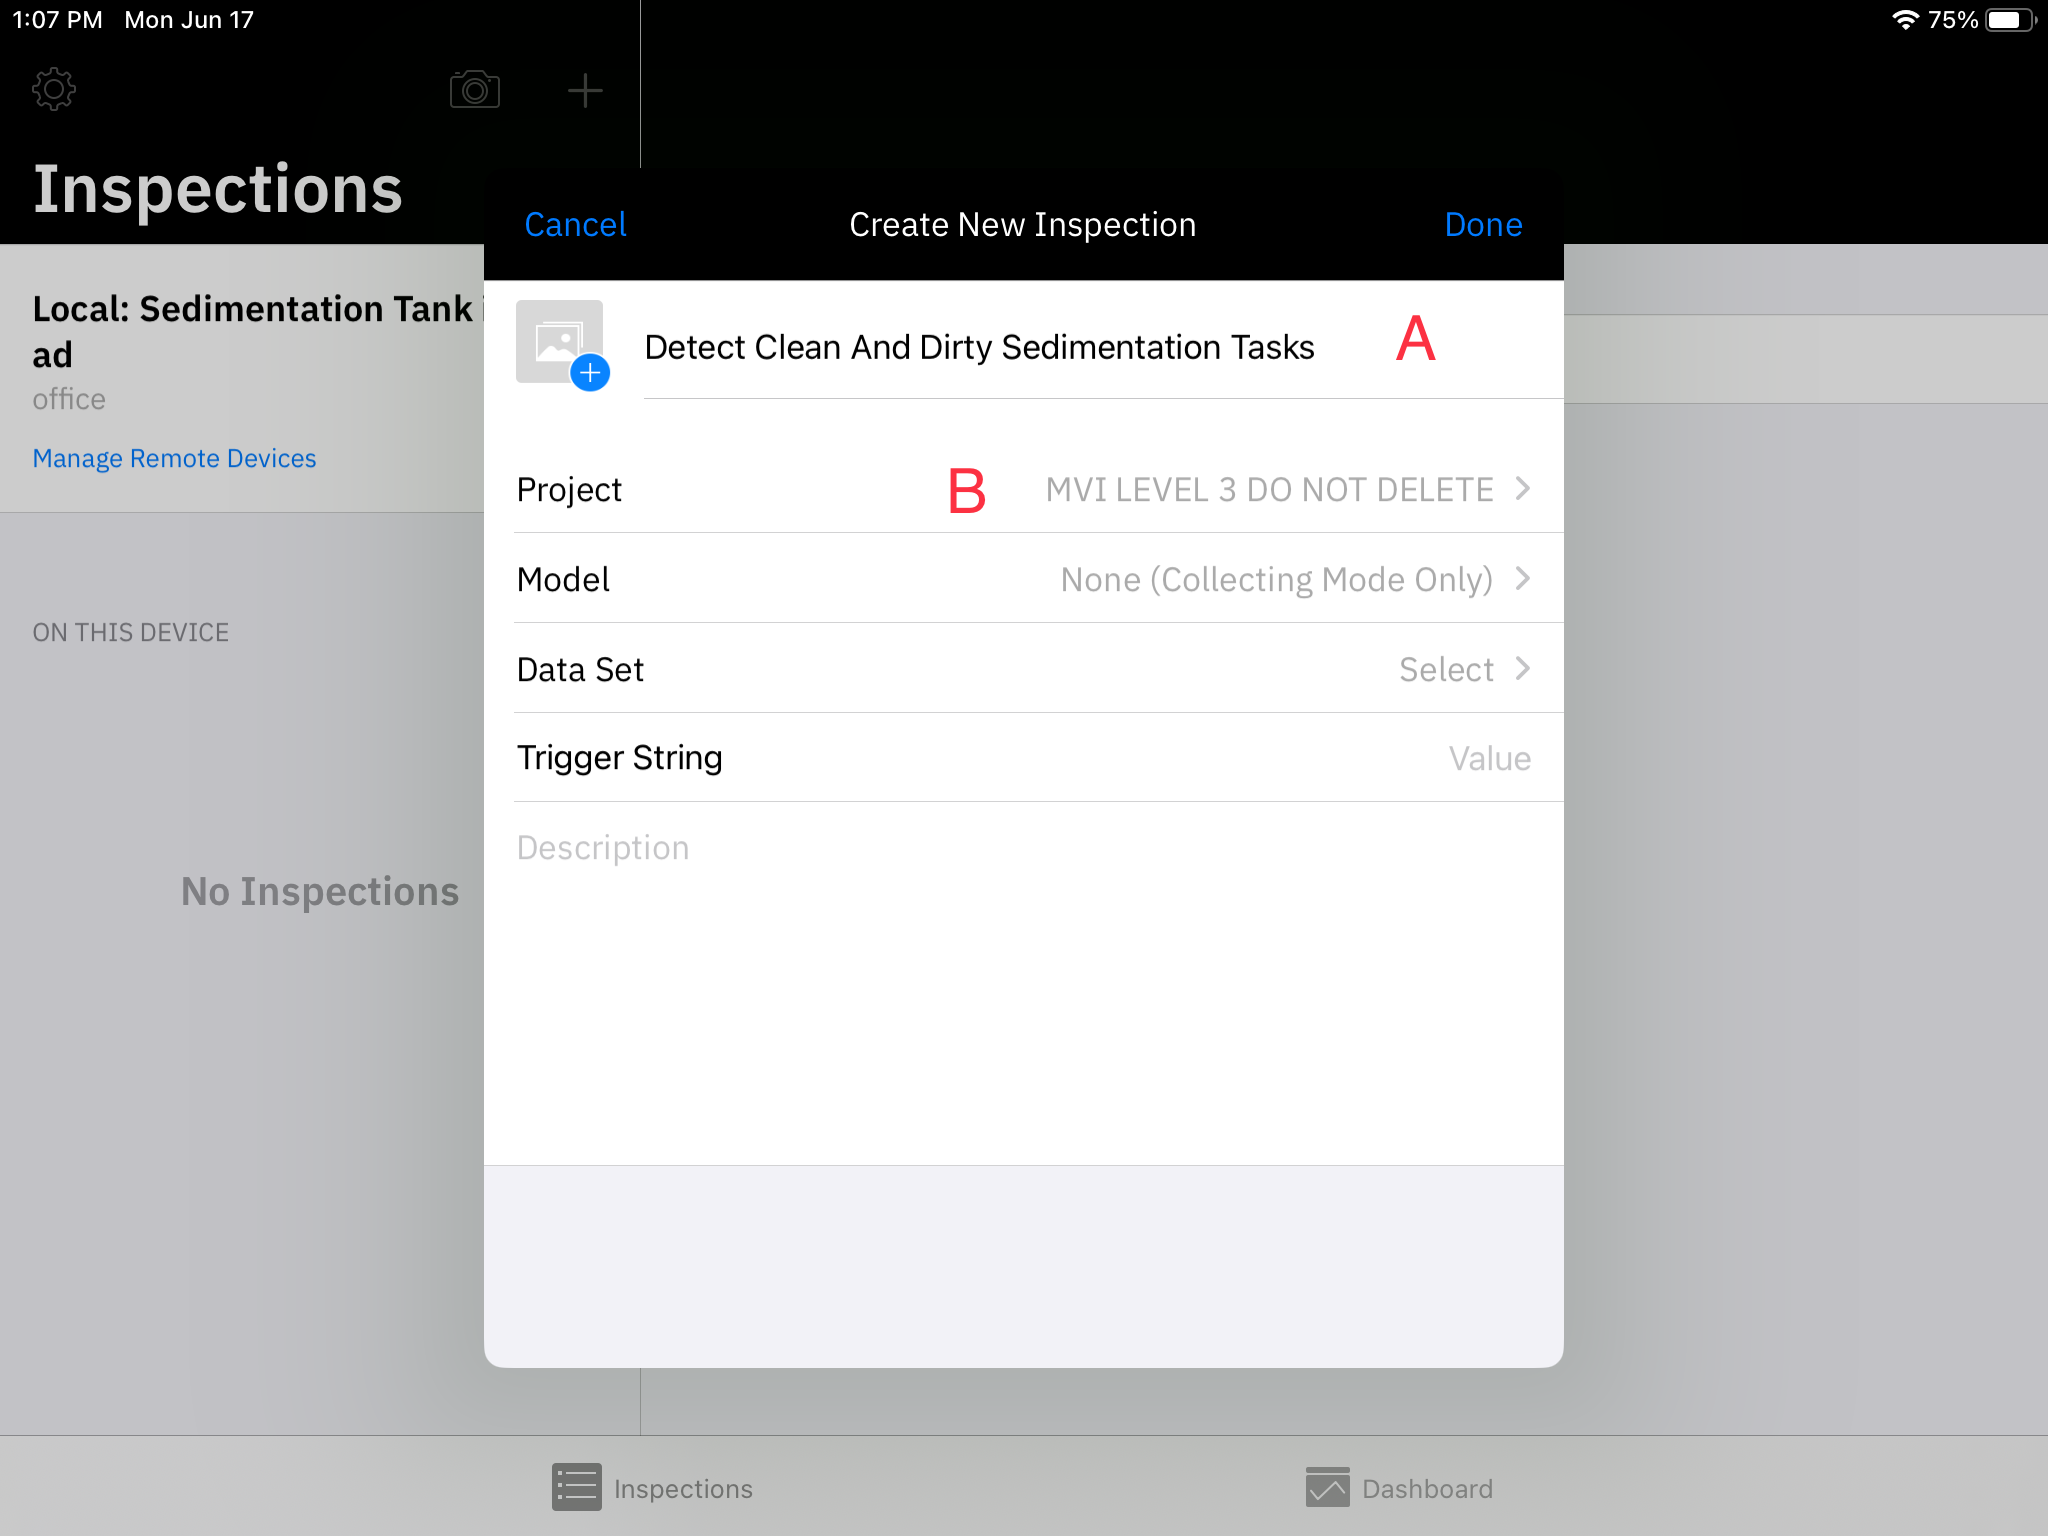 1:07 PM Mon Jun 17
75%
Inspections
Local: Sedimentation Tank
ad
office
Manage Remote Devices
ON THIS DEVICE
No Inspections
Cancel
Create New Inspection
Done
Detect Clean And Dirty Sedimentation Tasks
A
Project
B
MVI LEVEL 3 DO NOT DELETE
Model
None (Collecting Mode Only)
Data Set
Select
Trigger String
Value
Description
Inspections
Dashboard